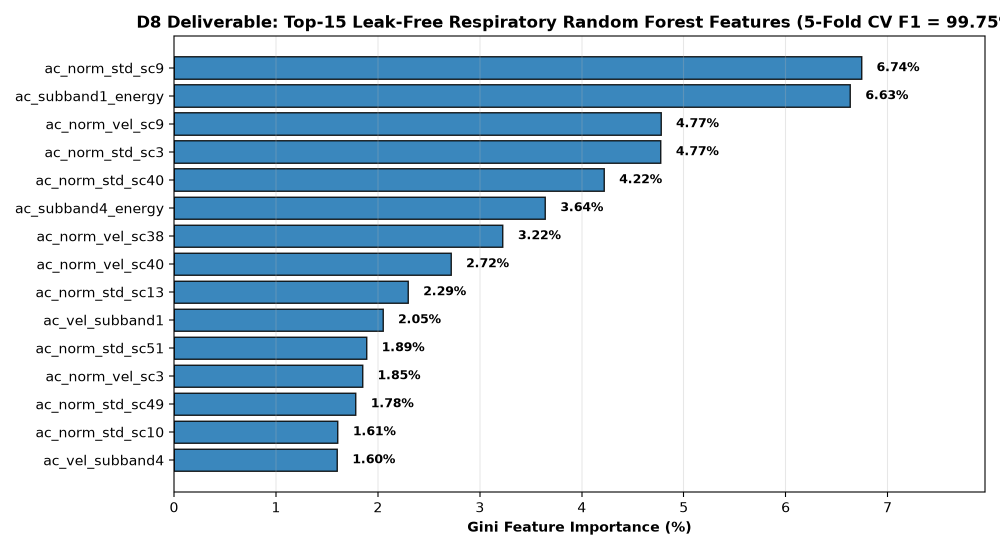 D8 Deliverable: Top-15 Leak-Free Respiratory Random Forest Features (5-Fold CV F1 = 99.75
ac_norm_std_sc9 6.74%
ac_subband1_energy 6.63%
ac_norm_vel_sc9 4.77%
ac_norm_std_sc3 4.77%
ac_norm_std_sc40 4.22%
ac_subband4_energy 3.64%
ac_norm_vel_sc38 3.22%
ac_norm_vel_sc40 2.72%
ac_norm_std_sc13 2.29%
ac_vel_subband1 2.05%
ac_norm_std_sc51 1.89%
ac_norm_vel_sc3 1.85%
ac_norm_std_sc49 1.78%
ac_norm_std_sc10 1.61%
ac_vel_subband4 1.60%
0 1 2 3 4 5 6 7
Gini Feature Importance (%)